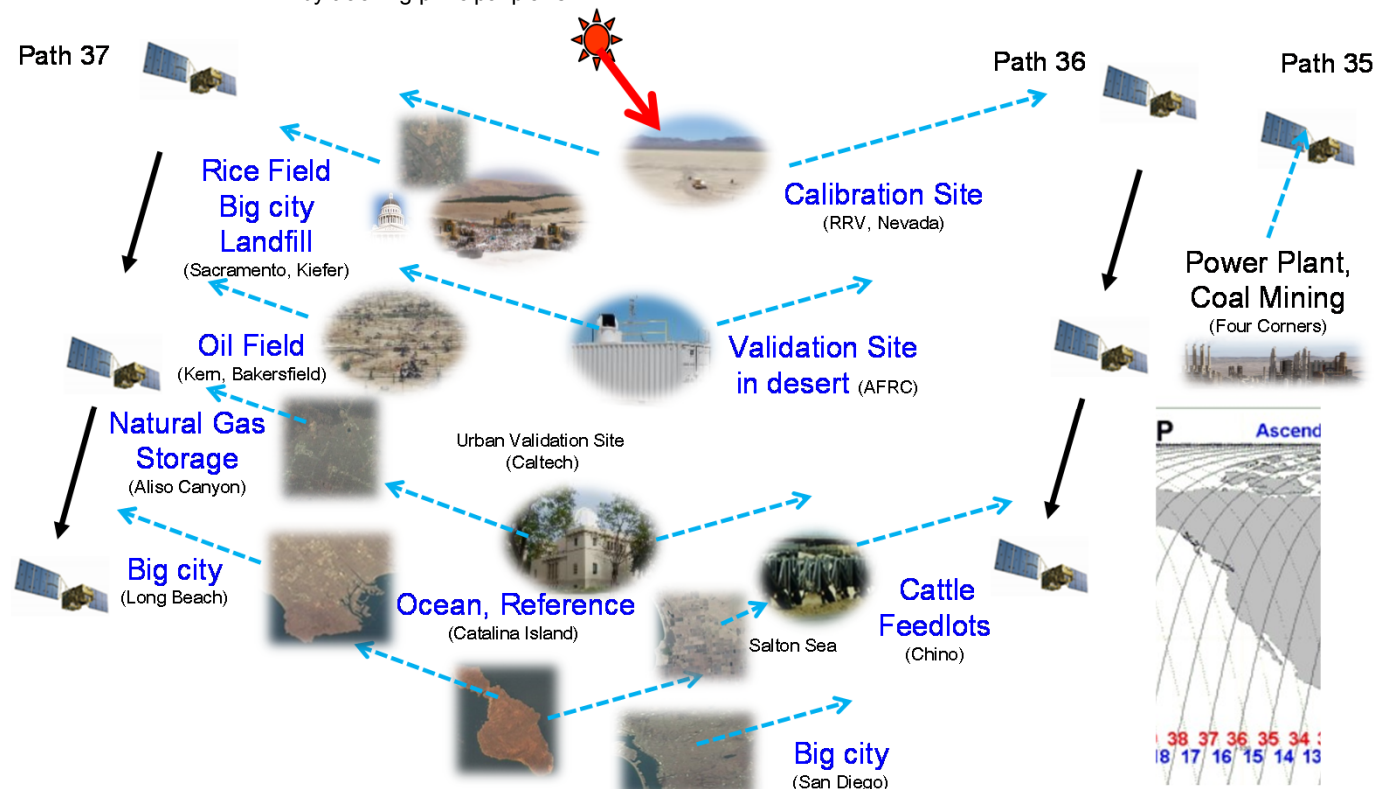 Path 37
Path 36
Path 35
Rice Field
Big city
Landfill
(Sacramento, Kiefer)
Calibration Site
(RRV, Nevada)
Power Plant,
Coal Mining
(Four Corners)
Oil Field
(Kern, Bakersfield)
Validation Site
in desert (AFRC)
Natural Gas
Storage
(Aliso Canyon)
Urban Validation Site
(Caltech)
P
Ascend
Big city
(Long Beach)
Ocean, Reference
(Catalina Island)
Cattle
Feedlots
(Chino)
Salton Sea
Big city
(San Diego)
38 37 36 35 34
18 17 16 15 14 13